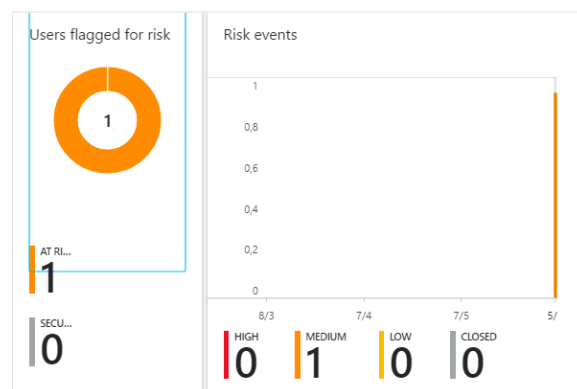 Users flagged for risk
1
AT RI...
1
SECU...
0
Risk events
1
0,8
0,6
0,4
0,2
0
8/3 7/4 7/5 5/
HIGH
0
MEDIUM
1
LOW
0
CLOSED
0